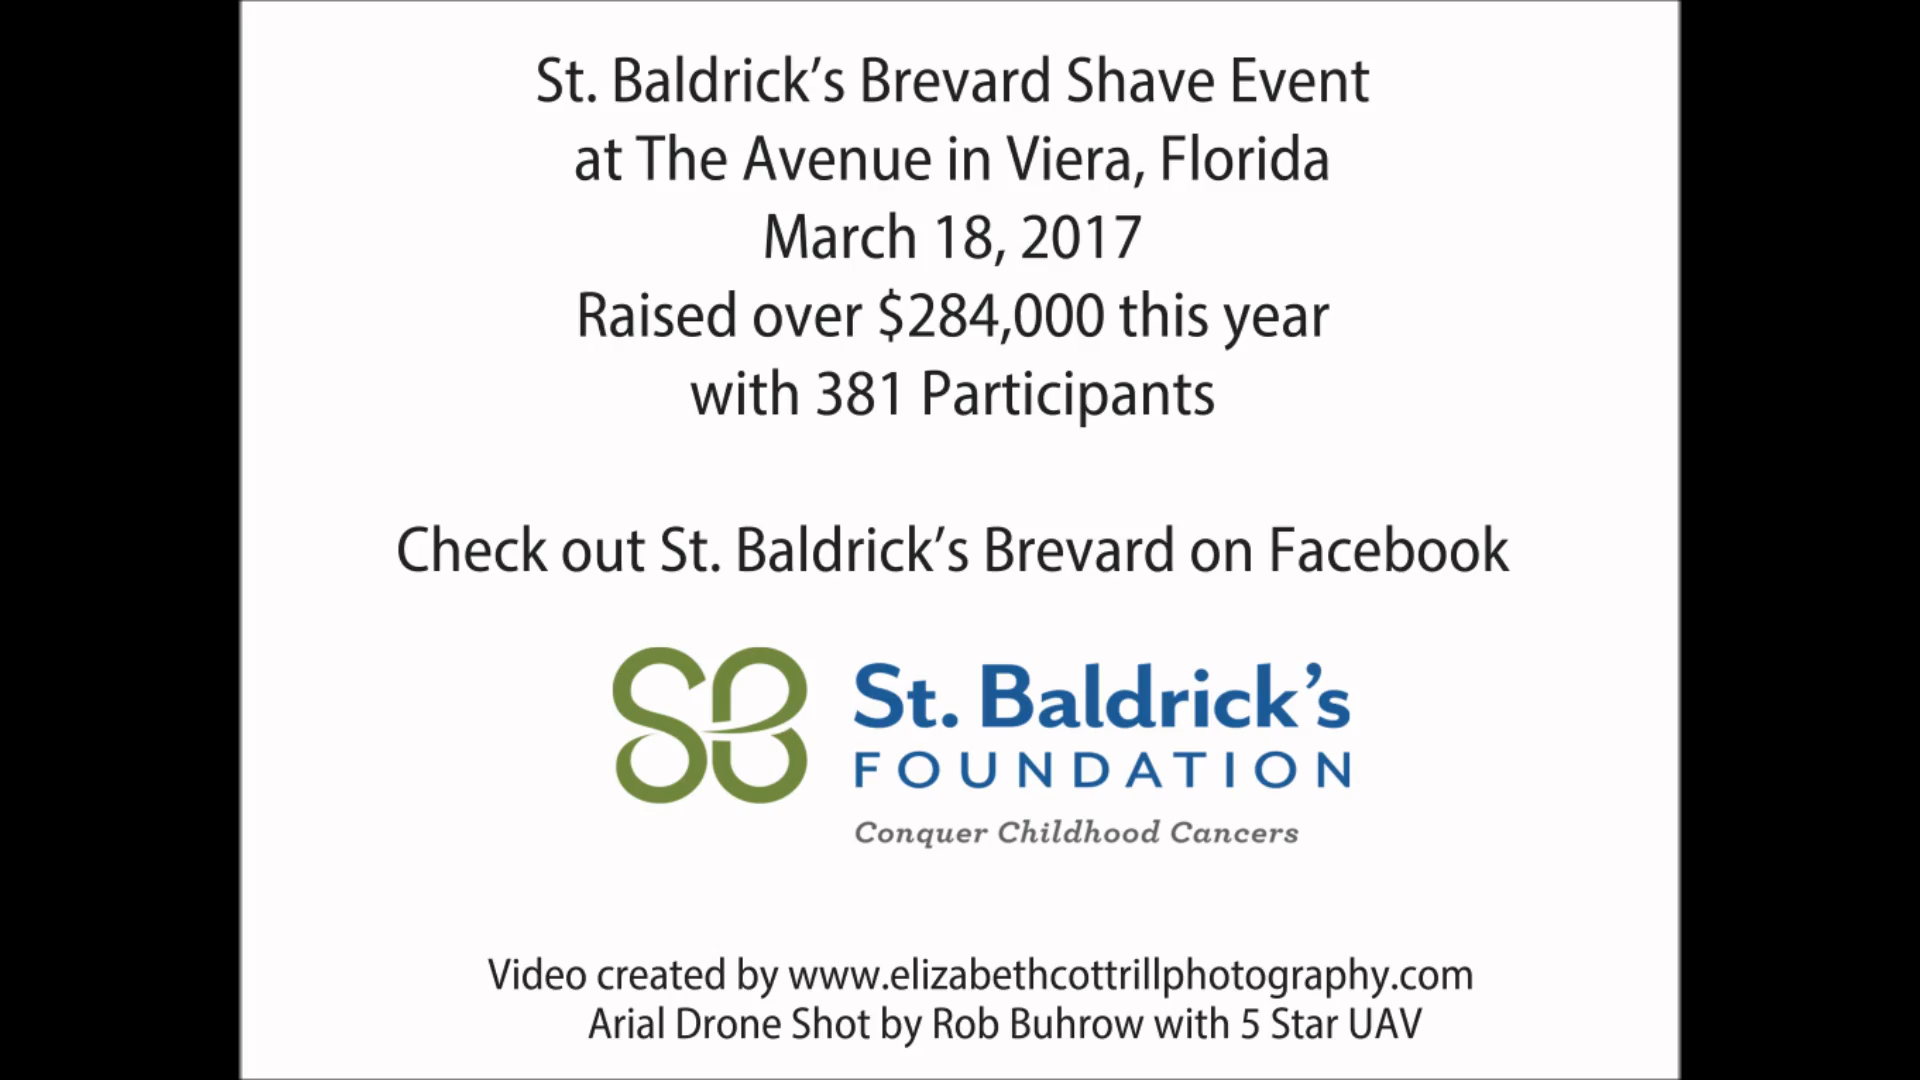 St. Baldrick’s Brevard Shave Event
at The Avenue in Viera, Florida
March 18, 2017
Raised over $284,000 this year
with 381 Participants
Check out St. Baldrick’s Brevard on Facebook
SB
St. Baldrick’s
FOUNDATION
Conquer Childhood Cancers
Video created by www.elizabethcottrillphotography.com
Arial Drone Shot by Rob Buhrow with 5 Star UAV